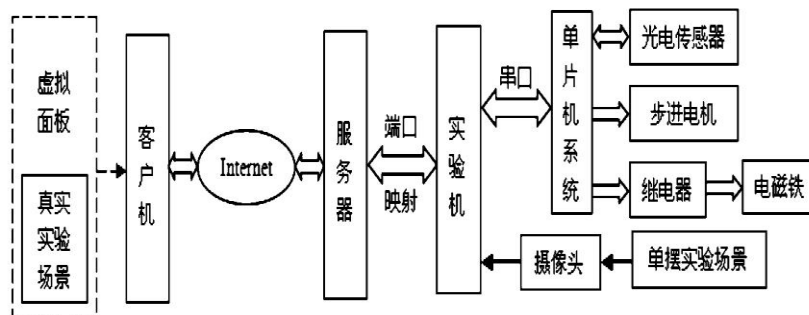 虚拟
面板
真实
实验
场景
客户机
Internet
服务器
端口
映射
实验机
串口
单片机系统
光电传感器
步进电机
继电器
电磁铁
摄像头
单摆实验场景